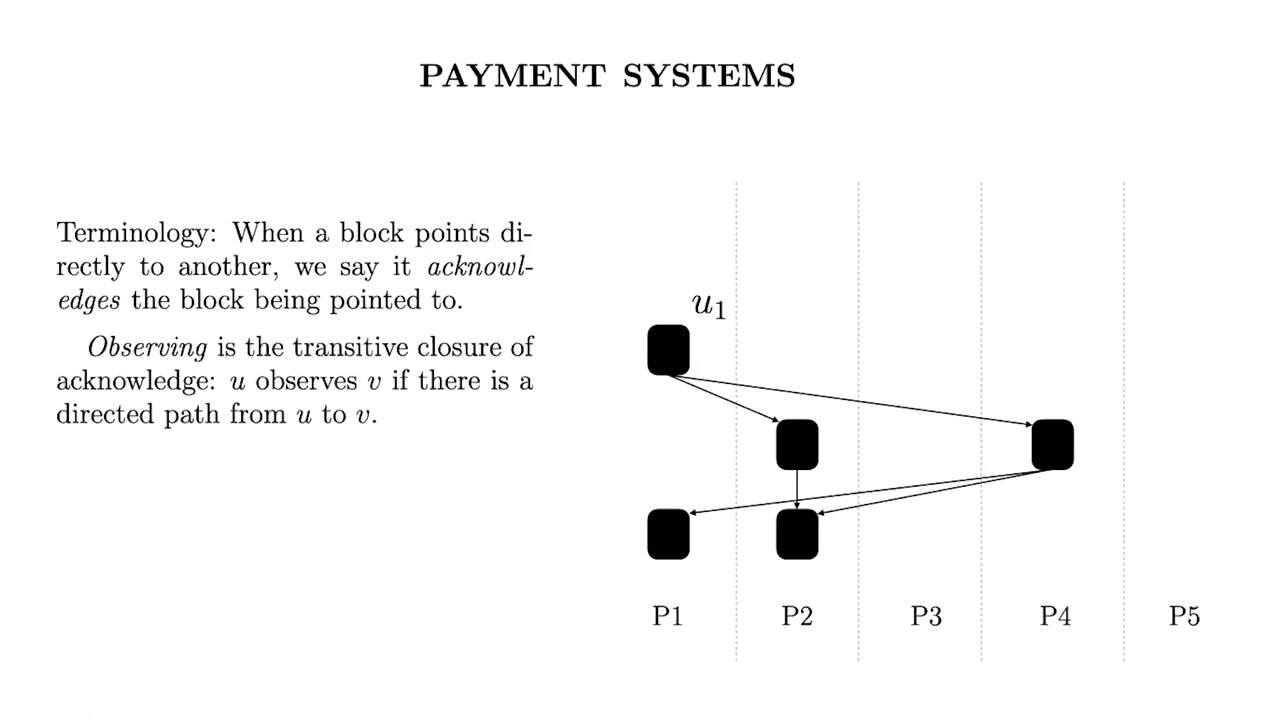 PAYMENT SYSTEMS
Terminology: When a block points di-
rectly to another, we say it acknowl-
edges the block being pointed to.
Observing is the transitive closure of
acknowledge: u observes v if there is a
directed path from u to v.
u₁
P1 P2 P3 P4 P5